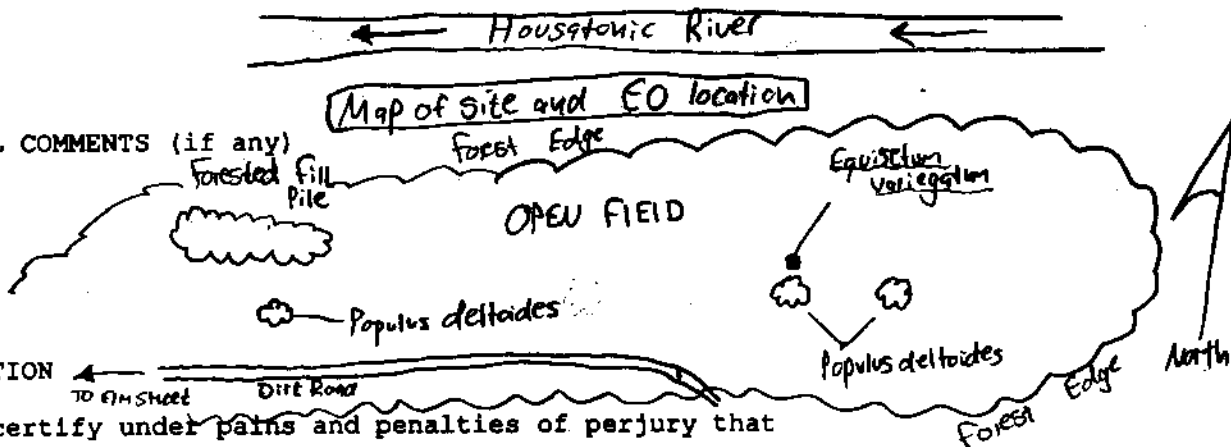 Housatonic River
Map of site and EO location
. COMMENTS (if any)
Forest Edge
Forested fill
Pile
Equisetum
variegatum
OPEN FIELD
Populus deltoides
Populus deltoides
North
TION
TO Elm Street
Dirt Road
Forest Edge
certify under pains and penalties of perjury that